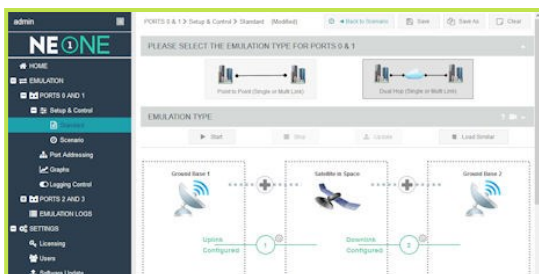 admin
PORTS 0 & 1 > Setup & Control > Standard (Modified)
Back to Scenario
Save
Save As
Clear
NE1ONE
HOME
EMULATION
PORTS 0 AND 1
Setup & Control
Standard
Scenario
Port Addressing
Graphs
Logging Control
PORTS 2 AND 3
EMULATION LOGS
SETTINGS
Licensing
Users
Software Update
PLEASE SELECT THE EMULATION TYPE FOR PORTS 0 & 1
Point to Point (Single or Multi Link)
Dual Hop (Single or Multi Link)
EMULATION TYPE
?
Start
Stop
Update
Load Similar
Ground Base 1
Satellite in Space
Ground Base 2
Uplink
Configured
1
Downlink
Configured
2